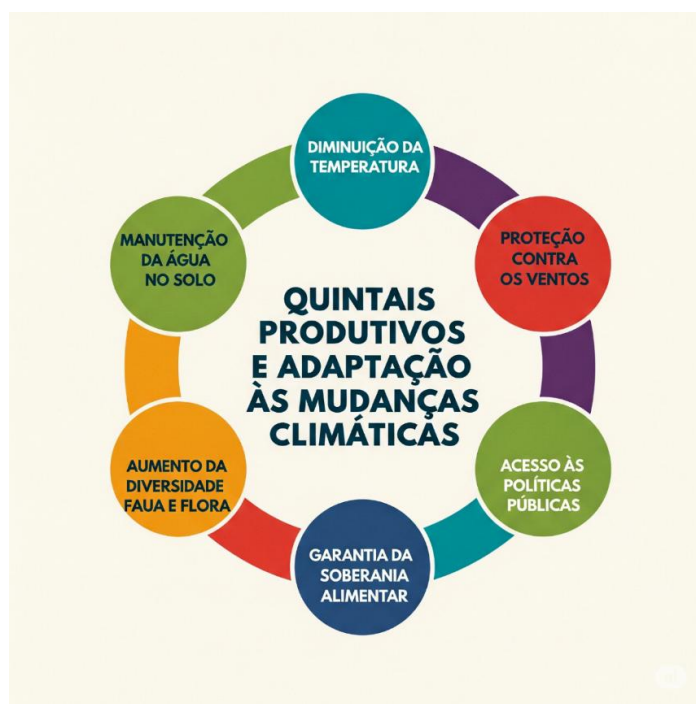 DIMINUIÇÃO DA
TEMPERATURA
PROTEÇÃO
CONTRA
OS VENTOS
ACESSO ÀS
POLÍTICAS
PÚBLICAS
GARANTIA DA
SOBERANIA
ALIMENTAR
AUMENTO DA
DIVERSIDADE
FAUA E FLORA
MANUTENÇÃO
DA ÁGUA
NO SOLO
QUINTAIS
PRODUTIVOS
E ADAPTAÇÃO
ÀS MUDANÇAS
CLIMÁTICAS